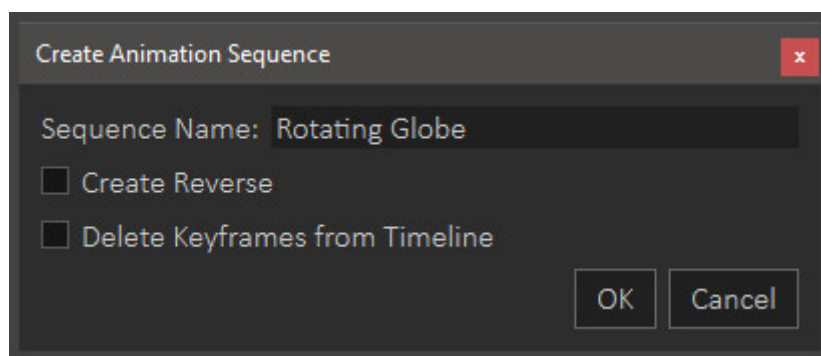 Create Animation Sequence x
Sequence Name: Rotating Globe
Create Reverse
Delete Keyframes from Timeline
OK Cancel